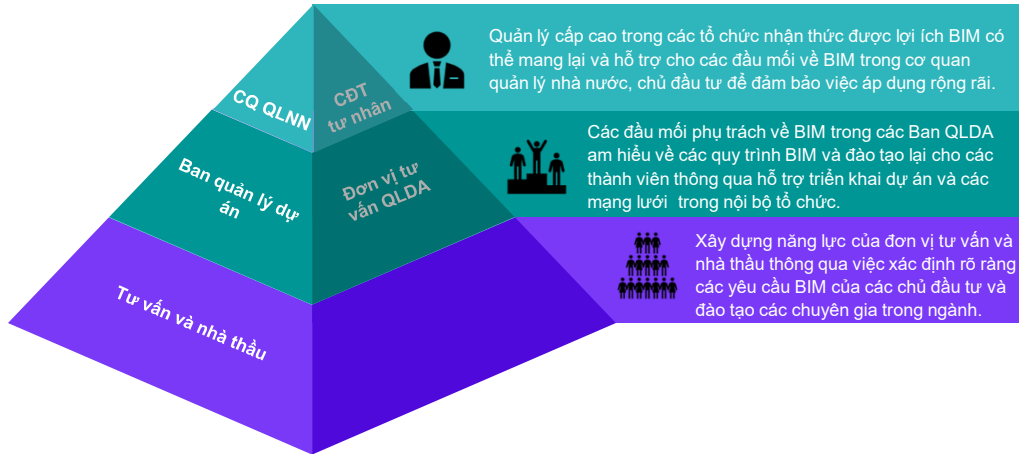 Quản lý cấp cao trong các tổ chức nhận thức được lợi ích BIM có
thể mang lại và hỗ trợ cho các đầu mối về BIM trong cơ quan
quản lý nhà nước, chủ đầu tư để đảm bảo việc áp dụng rộng rãi.
CQ QLNN
CĐT
tư nhân
Các đầu mối phụ trách về BIM trong các Ban QLDA
am hiểu về các quy trình BIM và đào tạo lại cho các
thành viên thông qua hỗ trợ triển khai dự án và các
mạng lưới trong nội bộ tổ chức.
Ban quản lý dự
án
Đơn vị tư
vấn QLDA
Xây dựng năng lực của đơn vị tư vấn và
nhà thầu thông qua việc xác định rõ ràng
các yêu cầu BIM của các chủ đầu tư và
đào tạo các chuyên gia trong ngành.
Tư vấn và nhà thầu